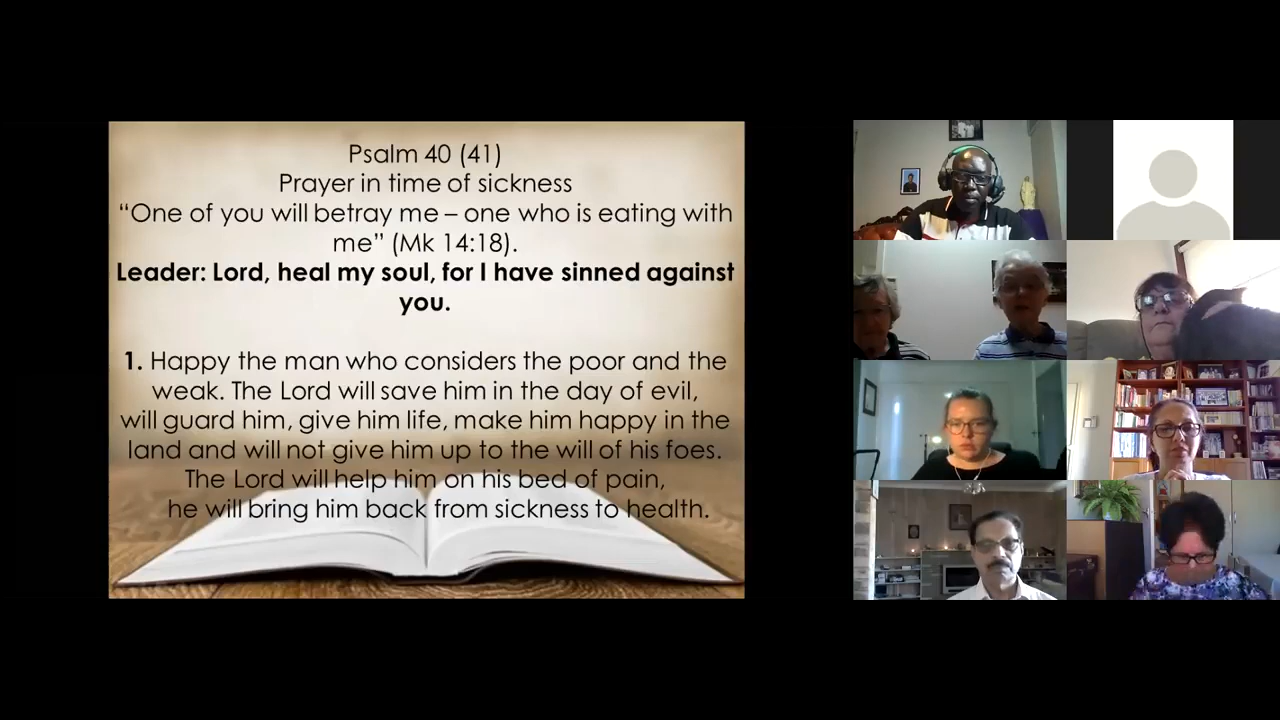 Psalm 40 (41)
Prayer in time of sickness
“One of you will betray me – one who is eating with
me” (Mk 14:18).
Leader: Lord, heal my soul, for I have sinned against
you.
1. Happy the man who considers the poor and the
weak. The Lord will save him in the day of evil,
will guard him, give him life, make him happy in the
land and will not give him up to the will of his foes.
The Lord will help him on his bed of pain,
he will bring him back from sickness to health.